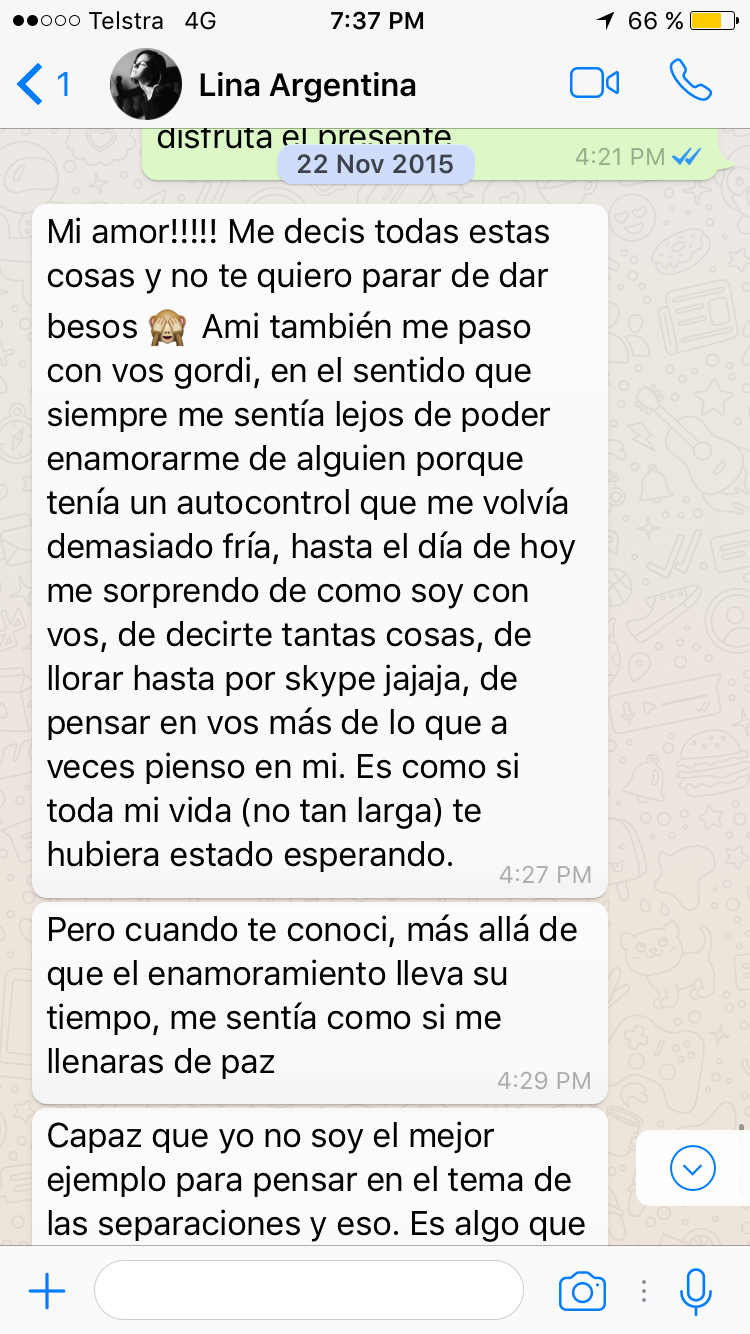 Telstra 4G 7:37 PM 66 %
1 Lina Argentina
disfruta el presente
4:21 PM
22 Nov 2015
Mi amor!!!!! Me decis todas estas
cosas y no te quiero parar de dar
besos 🙈 Ami también me paso
con vos gordi, en el sentido que
siempre me sentía lejos de poder
enamorarme de alguien porque
tenía un autocontrol que me volvía
demasiado fría, hasta el día de hoy
me sorprendo de como soy con
vos, de decirte tantas cosas, de
llorar hasta por skype jajaja, de
pensar en vos más de lo que a
veces pienso en mi. Es como si
toda mi vida (no tan larga) te
hubiera estado esperando.
4:27 PM
Pero cuando te conoci, más allá de
que el enamoramiento lleva su
tiempo, me sentía como si me
llenaras de paz
4:29 PM
Capaz que yo no soy el mejor
ejemplo para pensar en el tema de
las separaciones y eso. Es algo que